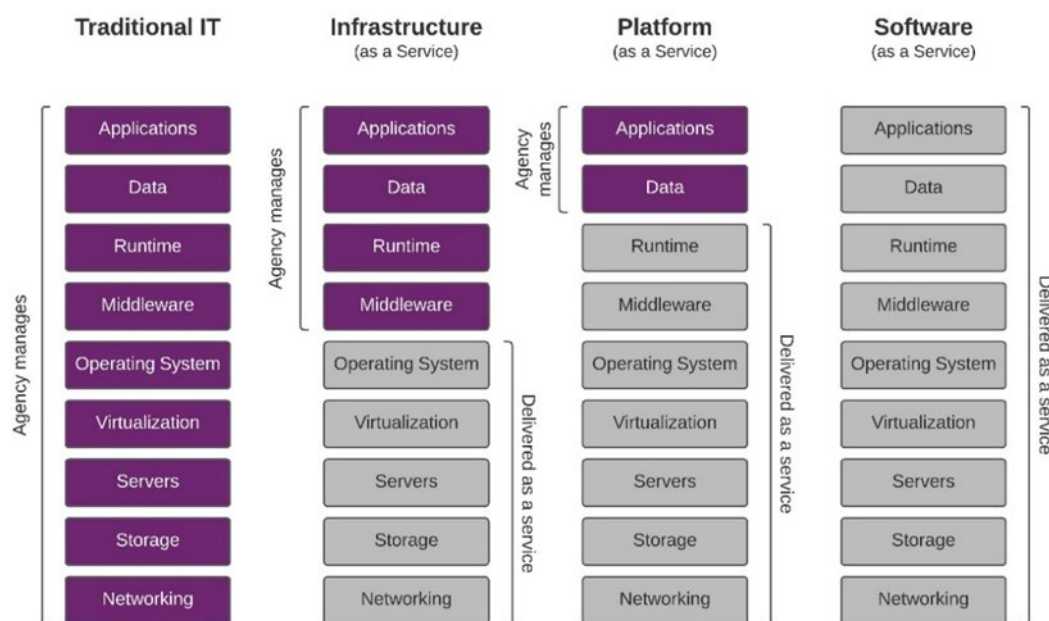 Traditional IT
Infrastructure
(as a Service)
Platform
(as a Service)
Software
(as a Service)
Agency manages
Applications
Data
Runtime
Middleware
Operating System
Virtualization
Servers
Storage
Networking
Agency manages
Applications
Data
Runtime
Middleware
Operating System
Virtualization
Servers
Storage
Networking
Delivered as a service
Agency
manages
Applications
Data
Runtime
Middleware
Operating System
Virtualization
Servers
Storage
Networking
Delivered as a service
Applications
Data
Runtime
Middleware
Operating System
Virtualization
Servers
Storage
Networking
Delivered as a service